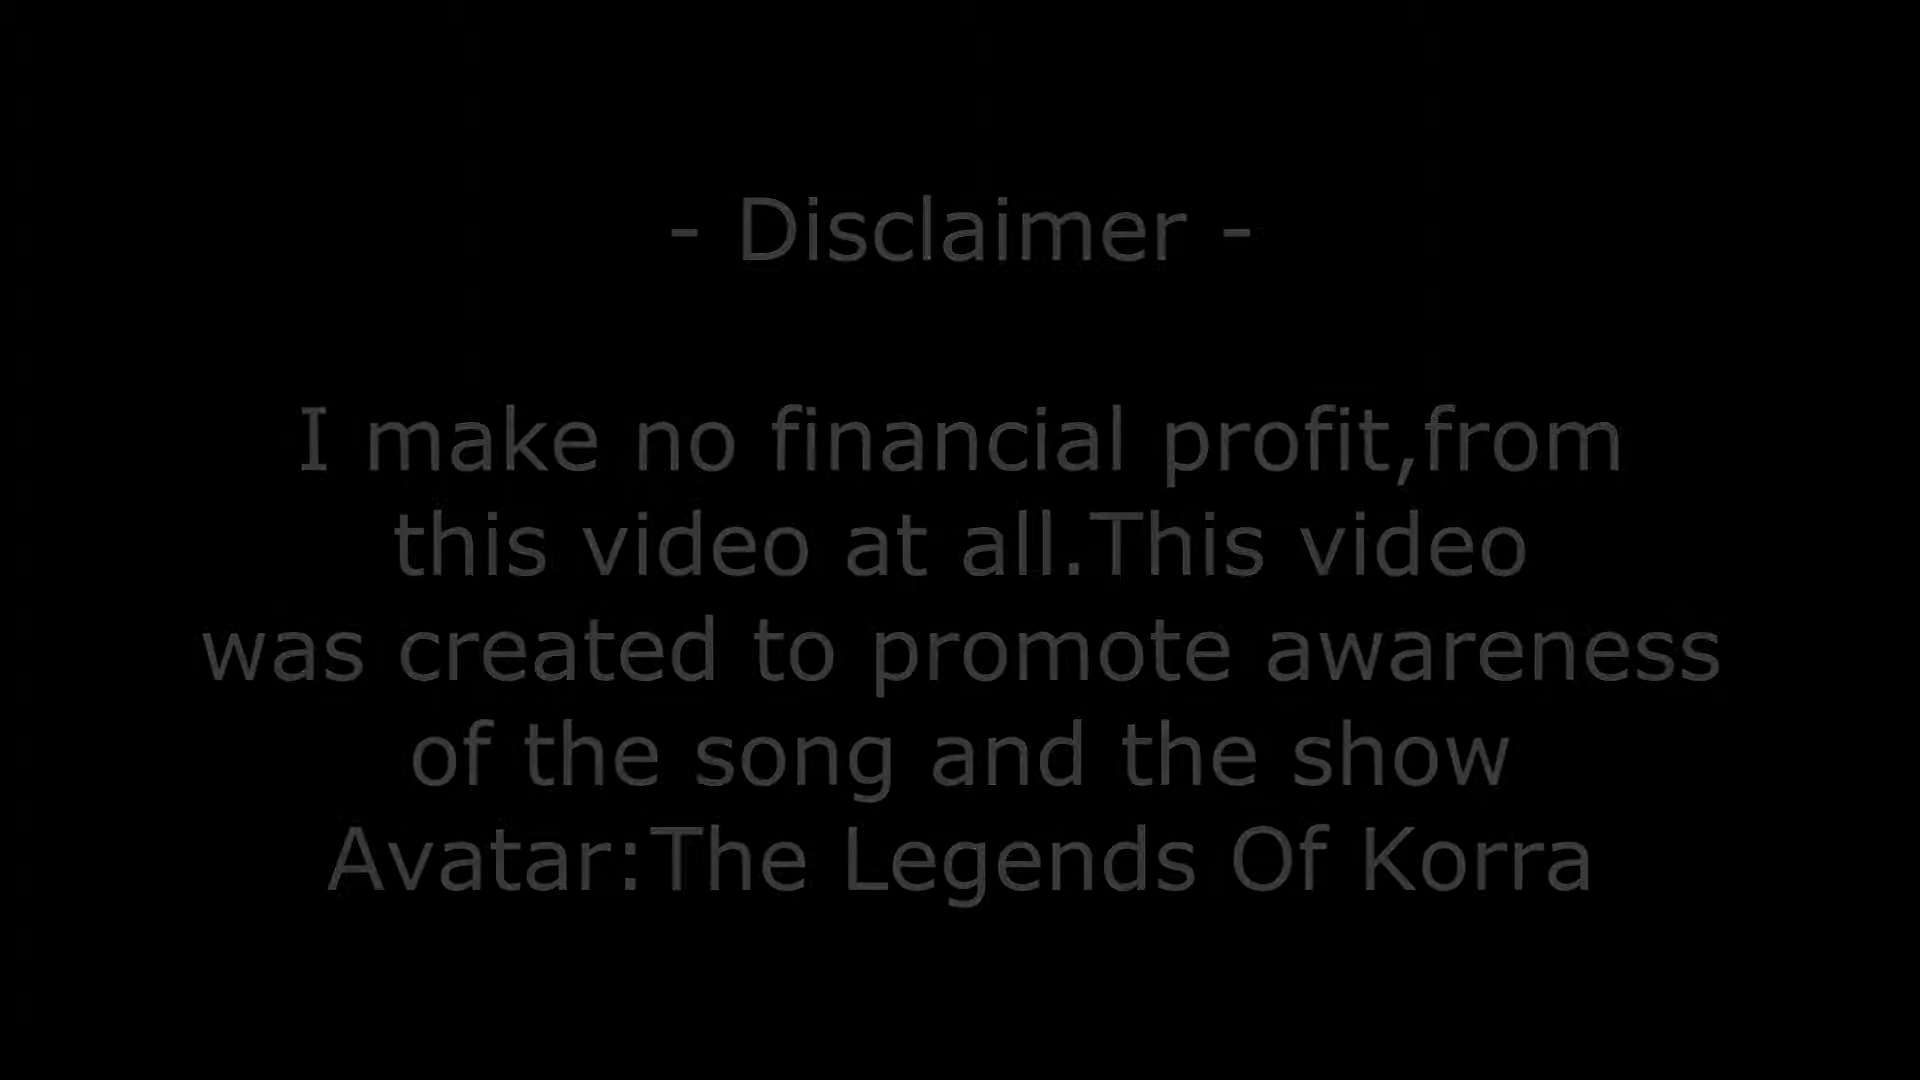 - Disclaimer -
I make no financial profit,from
this video at all.This video
was created to promote awareness
of the song and the show
Avatar:The Legends Of Korra